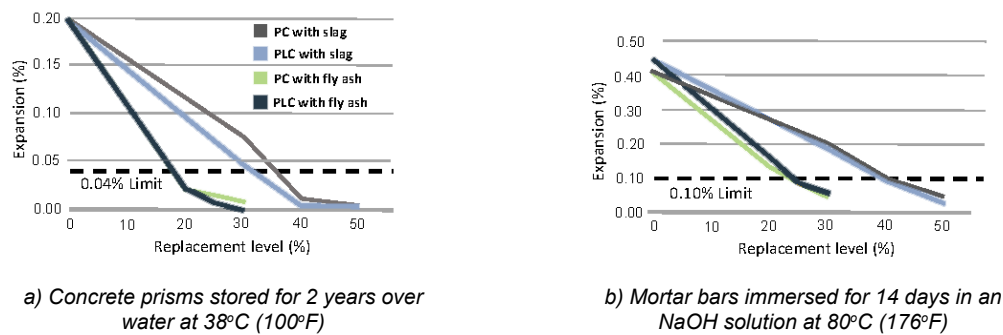 0.20
0.15
0.10
0.05
0.00
Expansion (%)
PC with slag
PLC with slag
PC with fly ash
PLC with fly ash
0.04% Limit
0 10 20 30 40 50
Replacement level (%)
a) Concrete prisms stored for 2 years over
water at 38°C (100°F)
0.50
0.40
0.30
0.20
0.10
0.00
Expansion (%)
0.10% Limit
0 10 20 30 40 50
Replacement level (%)
b) Mortar bars immersed for 14 days in an
NaOH solution at 80°C (176°F)